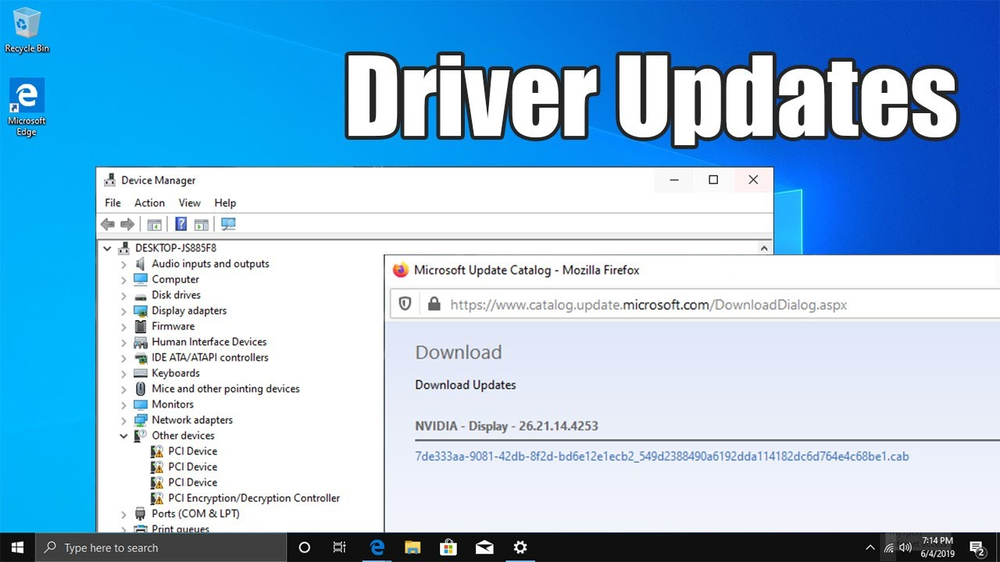 Recycle Bin
Microsoft
Edge
Driver Updates
Device Manager
File Action View Help
DESKTOP-JS885F8
Audio inputs and outputs
Computer
Disk drives
Display adapters
Firmware
Human Interface Devices
IDE ATA/ATAPI controllers
Keyboards
Mice and other pointing devices
Monitors
Network adapters
Other devices
PCI Device
PCI Device
PCI Device
PCI Encryption/Decryption Controller
Ports (COM & LPT)
Print queues
Microsoft Update Catalog - Mozilla Firefox
https://www.catalog.update.microsoft.com/DownloadDialog.aspx
Download
Download Updates
NVIDIA - Display - 26.21.14.4253
7de333aa-9081-42db-8f2d-bd6e12e1ecb2_549d2388490a6192dda114182dc6d764e4c68be1.cab
Type here to search
7:14 PM
6/4/2019
2